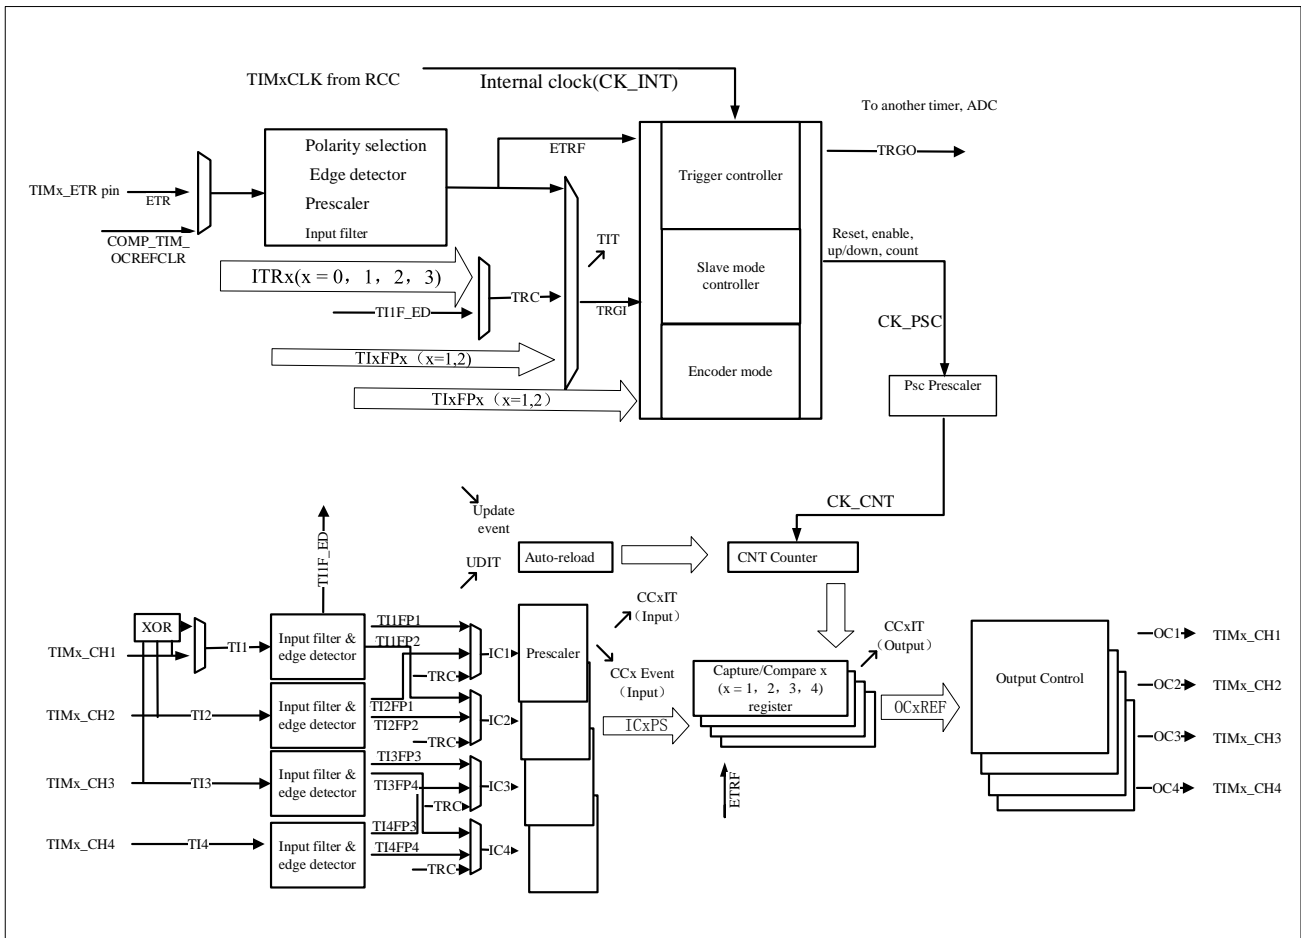 TIMxCLK from RCC
Internal clock(CK_INT)
To another timer, ADC
TRGO
Polarity selection
Edge detector
Prescaler
Input filter
ETRF
TIMx_ETR pin
ETR
COMP_TIM_
OCREFCLR
Trigger controller
Slave mode
controller
Encoder mode
Reset, enable,
up/down, count
TIT
ITRx(x = 0，1，2，3)
TRC
TI1F_ED
TRGI
TIxFPx（x=1,2)
TIxFPx（x=1,2）
CK_PSC
Psc Prescaler
CK_CNT
Update
event
UDIT
Auto-reload
CNT Counter
TI1F_ED
CCxIT
（Input）
CCxIT
（Output）
XOR
TIMx_CH1
TI1
Input filter &
edge detector
TI1FP1
TI1FP2
TRC
IC1
Prescaler
CCx Event
（Input）
Capture/Compare x
(x = 1，2，3，4)
register
ICxPS
OCxREF
Output Control
ETRF
TIMx_CH2
TI2
Input filter &
edge detector
TI2FP1
TI2FP2
TRC
IC2
TIMx_CH3
TI3
Input filter &
edge detector
TI3FP3
TI3FP4
TRC
IC3
TIMx_CH4
TI4
Input filter &
edge detector
TI4FP3
TI4FP4
TRC
IC4
OC1
TIMx_CH1
OC2
TIMx_CH2
OC3
TIMx_CH3
OC4
TIMx_CH4